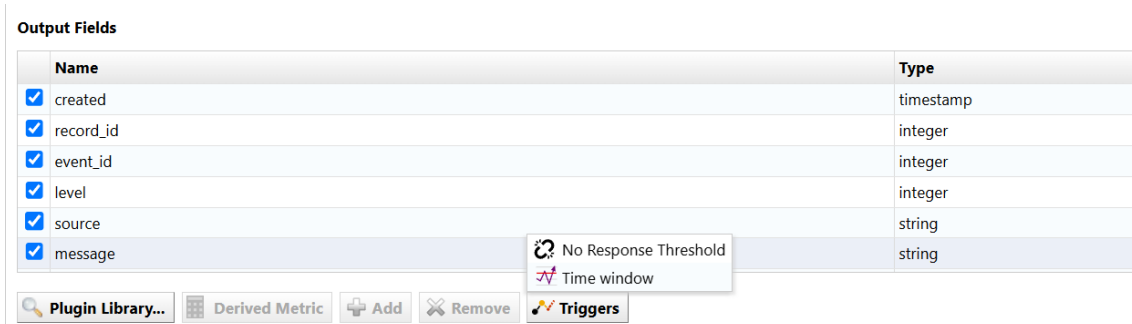 Output Fields
Name Type
created timestamp
record_id integer
event_id integer
level integer
source string
message string
No Response Threshold
Time window
Plugin Library... Derived Metric Add Remove Triggers